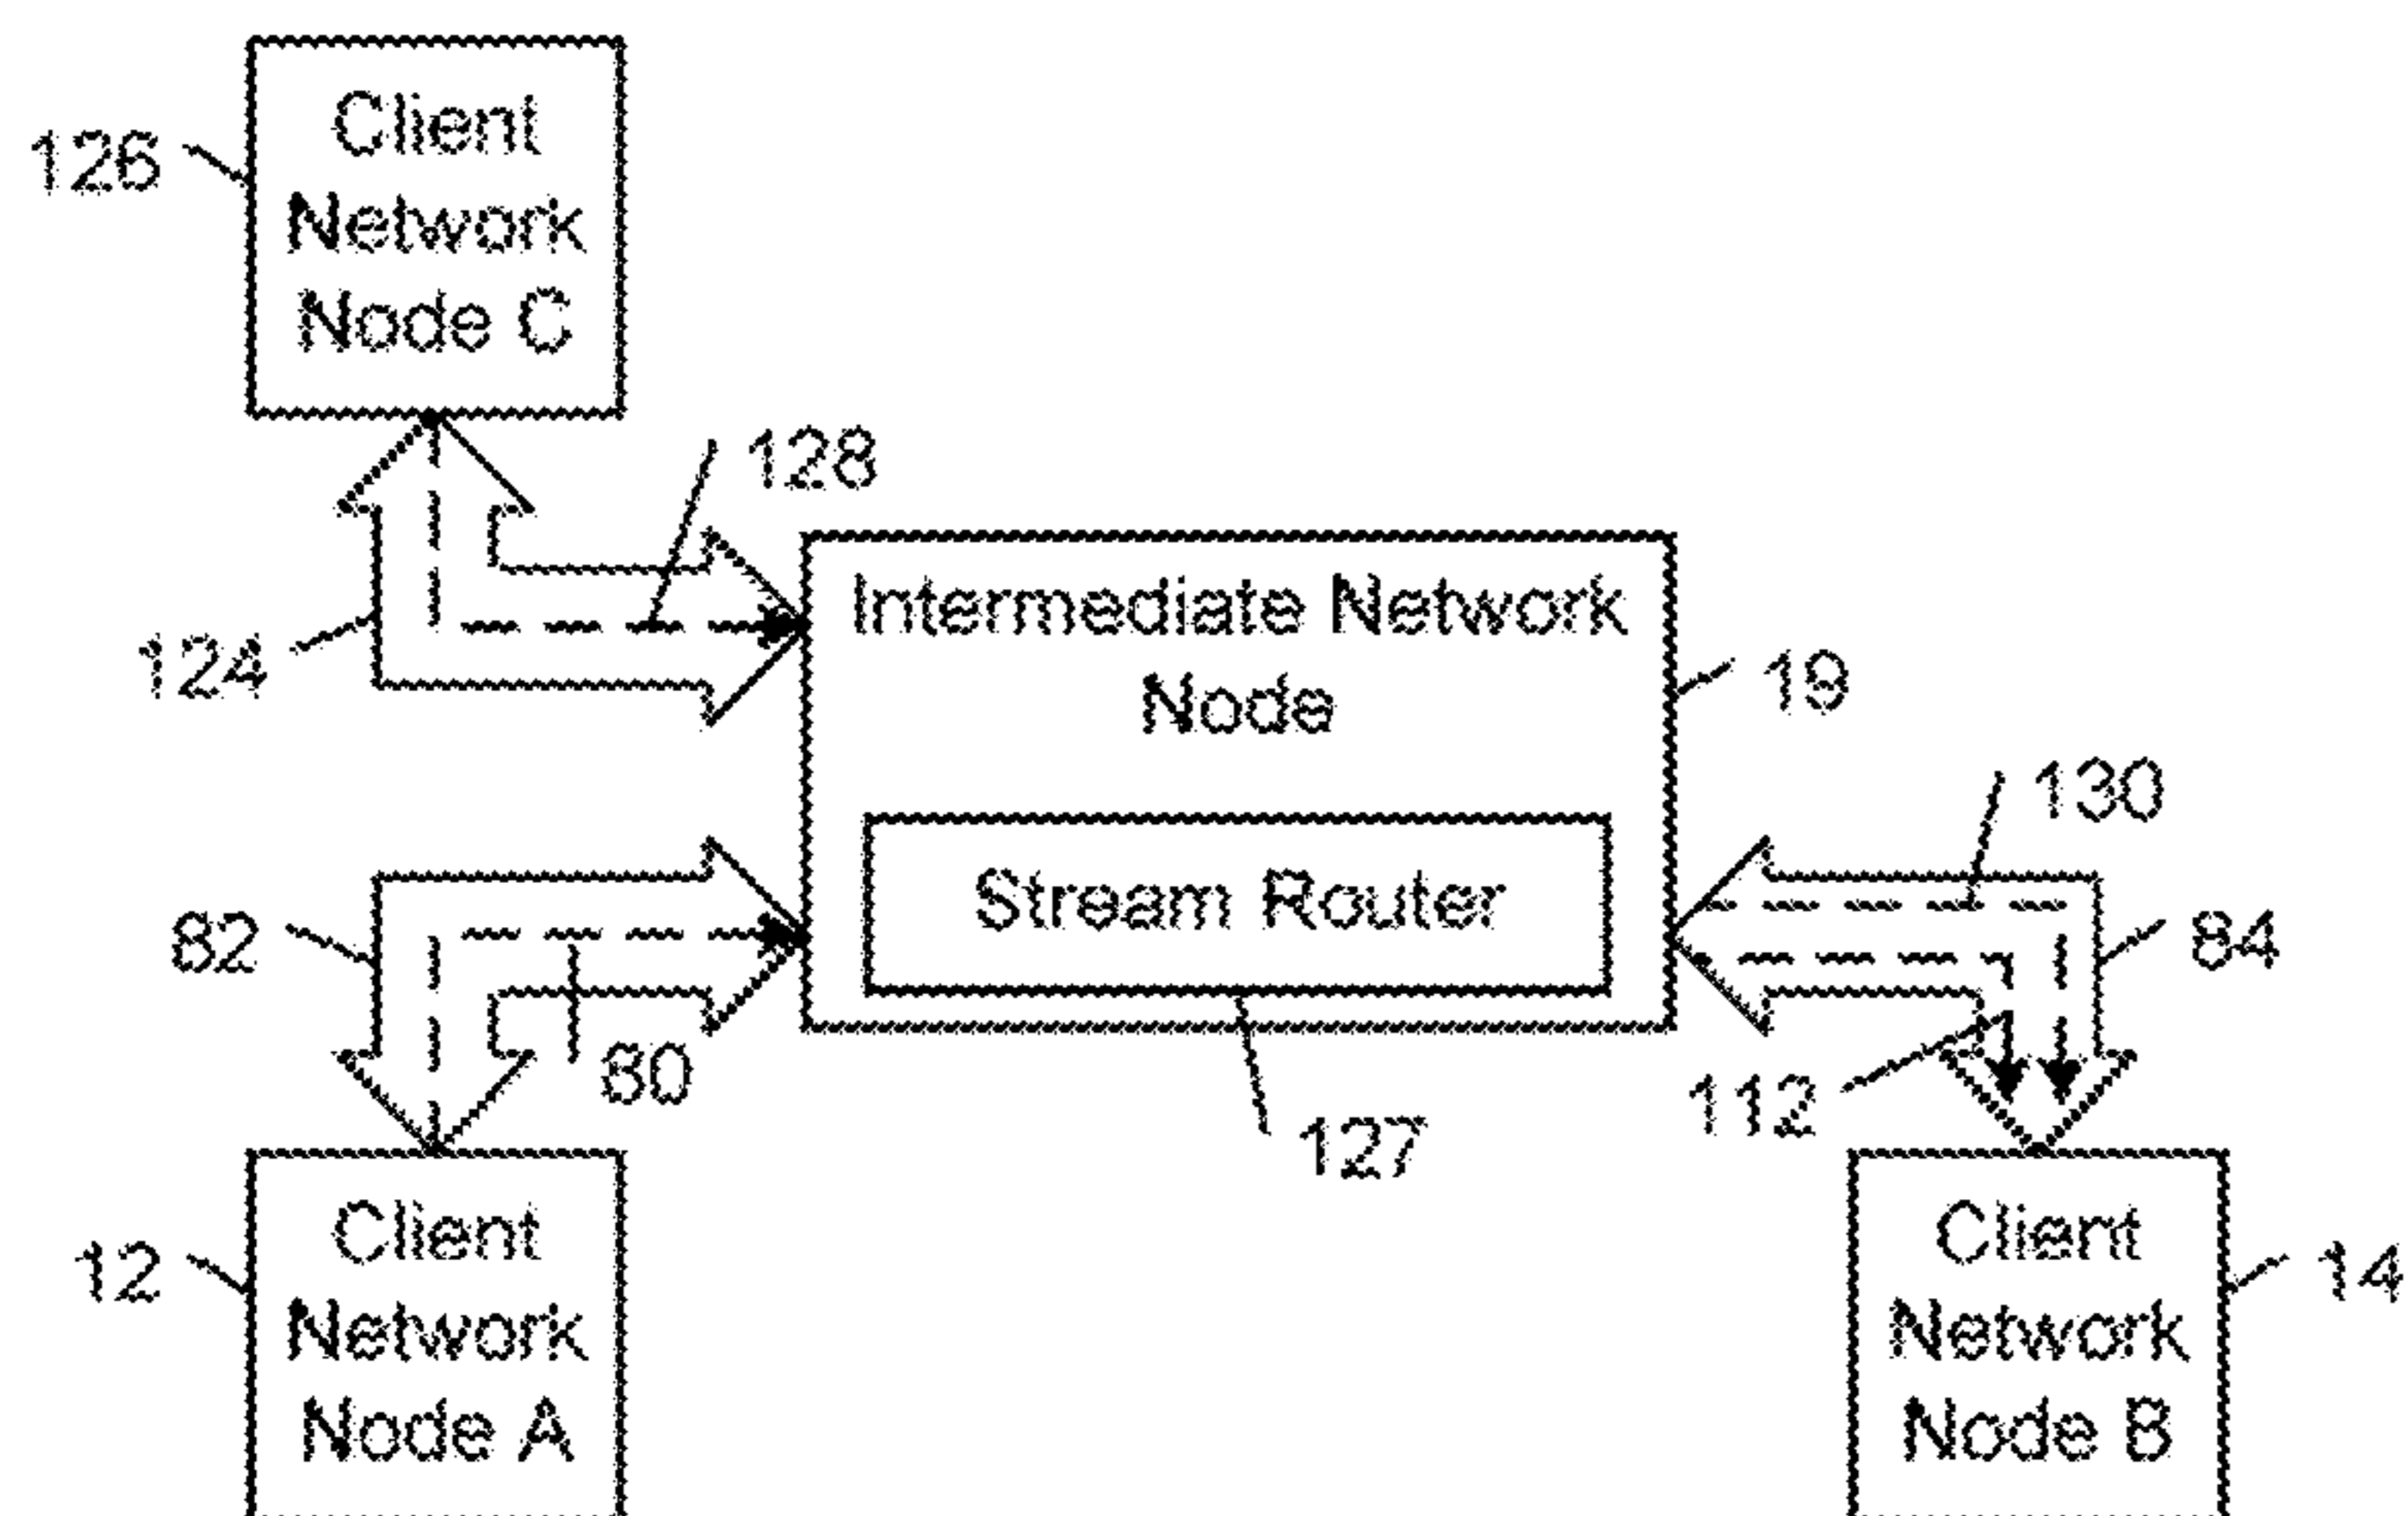 Client
Network
Node C
126
128
124
Intermediate Network
Node
19
Stream Router
130
82
84
60
112
127
Client
Network
Node A
12
Client
Network
Node B
14